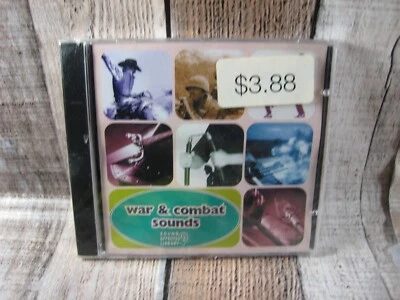 $3.88
war & combat
sounds